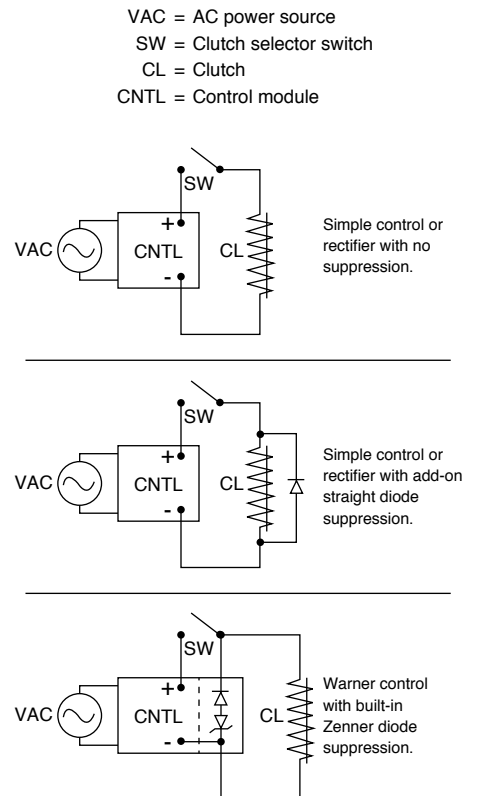 VAC = AC power source
SW = Clutch selector switch
CL = Clutch
CNTL = Control module
SW
+
VAC
CNTL
CL
-
Simple control or
rectifier with no
suppression.
SW
+
VAC
CNTL
CL
-
Simple control or
rectifier with add-on
straight diode
suppression.
SW
+
VAC
CNTL
CL
-
Warner control
with built-in
Zenner diode
suppression.